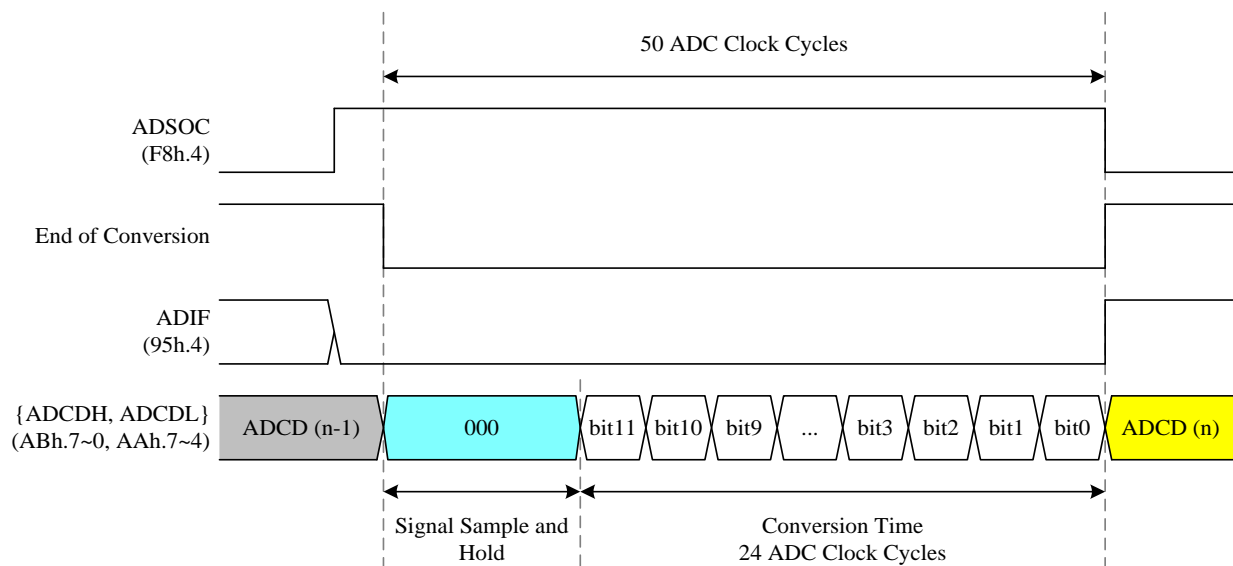 50 ADC Clock Cycles
ADSOC
(F8h.4)
End of Conversion
ADIF
(95h.4)
{ADCDH, ADCDL}
(ABh.7~0, AAh.7~4)
ADCD (n-1)
000
bit11
bit10
bit9
...
bit3
bit2
bit1
bit0
ADCD (n)
Signal Sample and
Hold
Conversion Time
24 ADC Clock Cycles